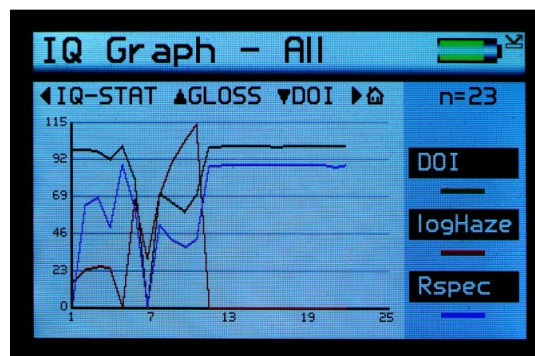 IQ Graph - All
◀IQ-STAT ▲GLOSS ▼DOI ▶
n=23
115
92
69
46
23
0
1 7 13 19 25
DOI
logHaze
Rspec